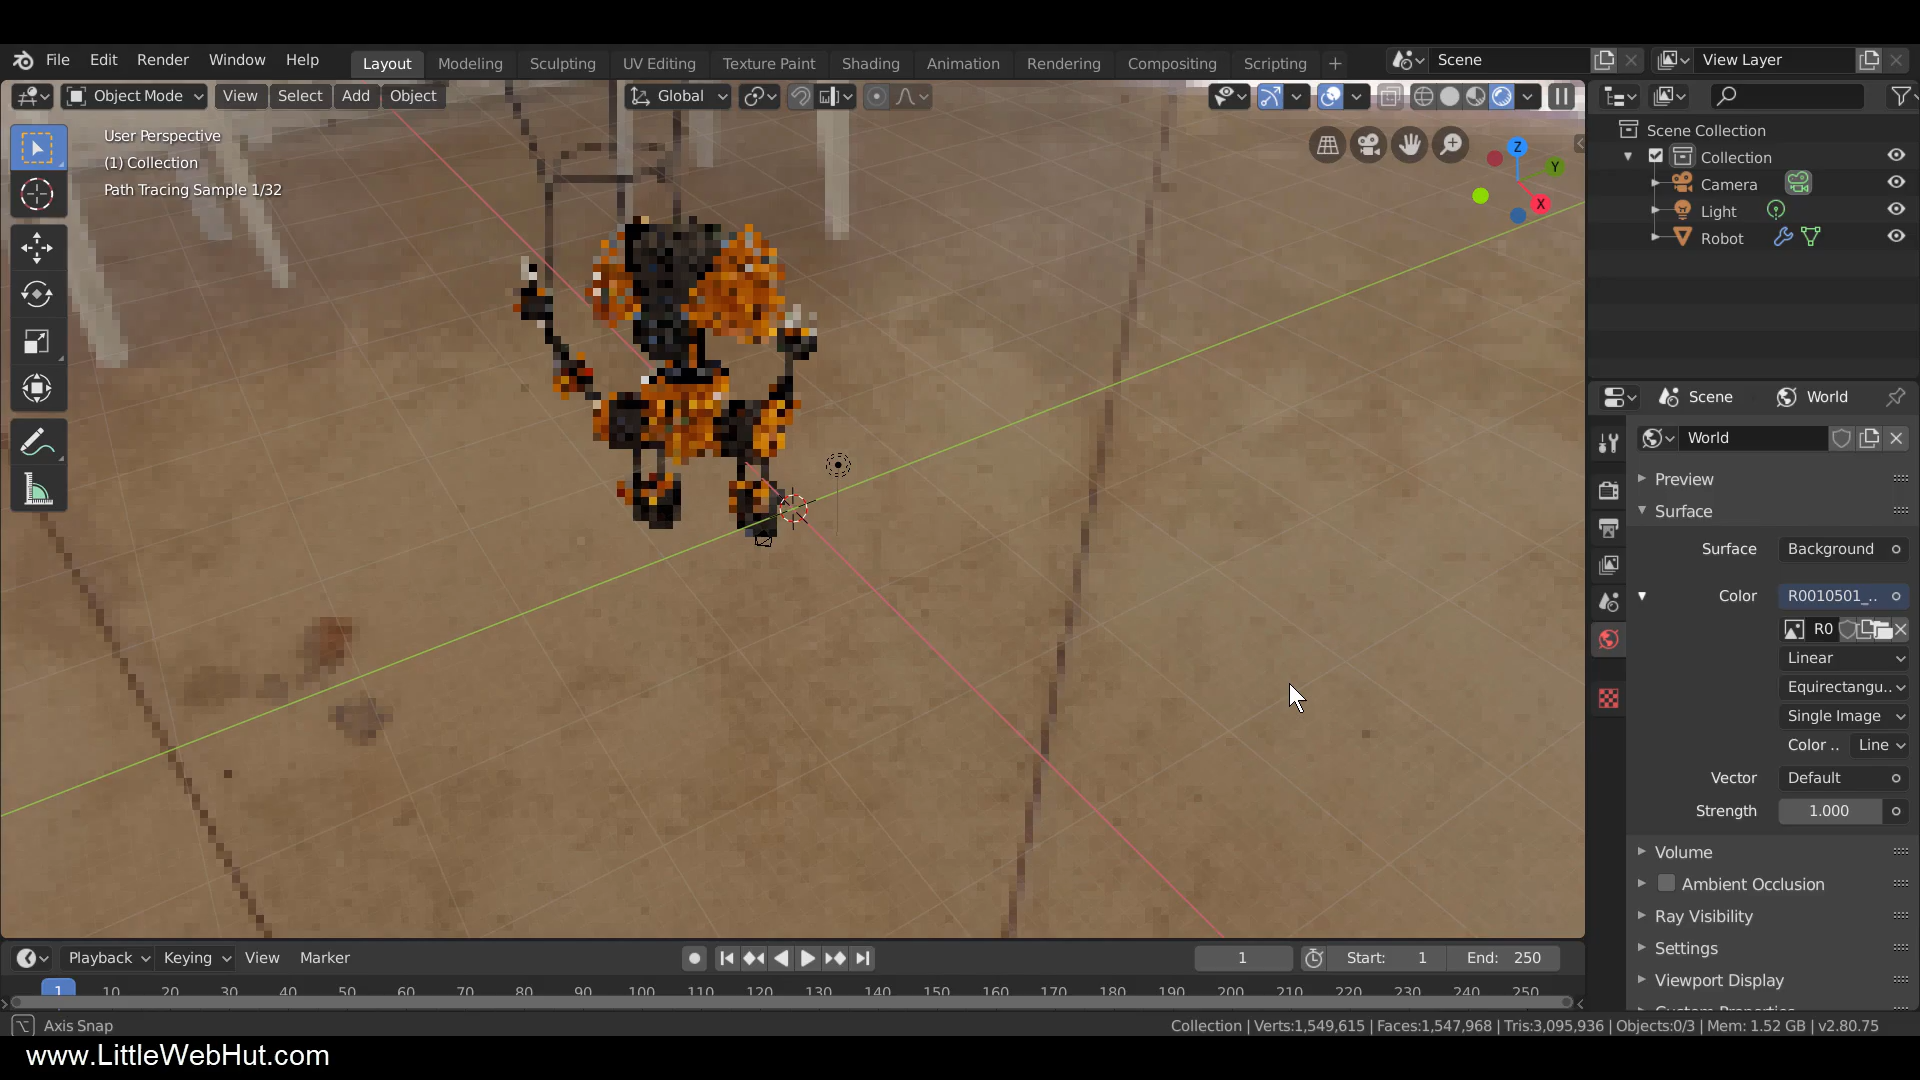 File Edit Render Window Help
Layout Modeling Sculpting UV Editing Texture Paint Shading Animation Rendering Compositing Scripting +
Scene
View Layer
Object Mode View Select Add Object
Global
User Perspective
(1) Collection
Path Tracing Sample 1/32
Z
Y
X
Scene Collection
Collection
Camera
Light
Robot
Scene World
World
Preview
Surface
Surface Background
Color R0010501_..
R0
Linear
Equirectangu..
Single Image
Color .. Line
Vector Default
Strength 1.000
Volume
Ambient Occlusion
Ray Visibility
Settings
Viewport Display
Custom Properties
Playback Keying View Marker
1
Start: 1
End: 250
1 10 20 30 40 50 60 70 80 90 100 110 120 130 140 150 160 170 180 190 200 210 220 230 240 250
Axis Snap
Collection | Verts:1,549,615 | Faces:1,547,968 | Tris:3,095,936 | Objects:0/3 | Mem: 1.52 GB | v2.80.75
www.LittleWebHut.com